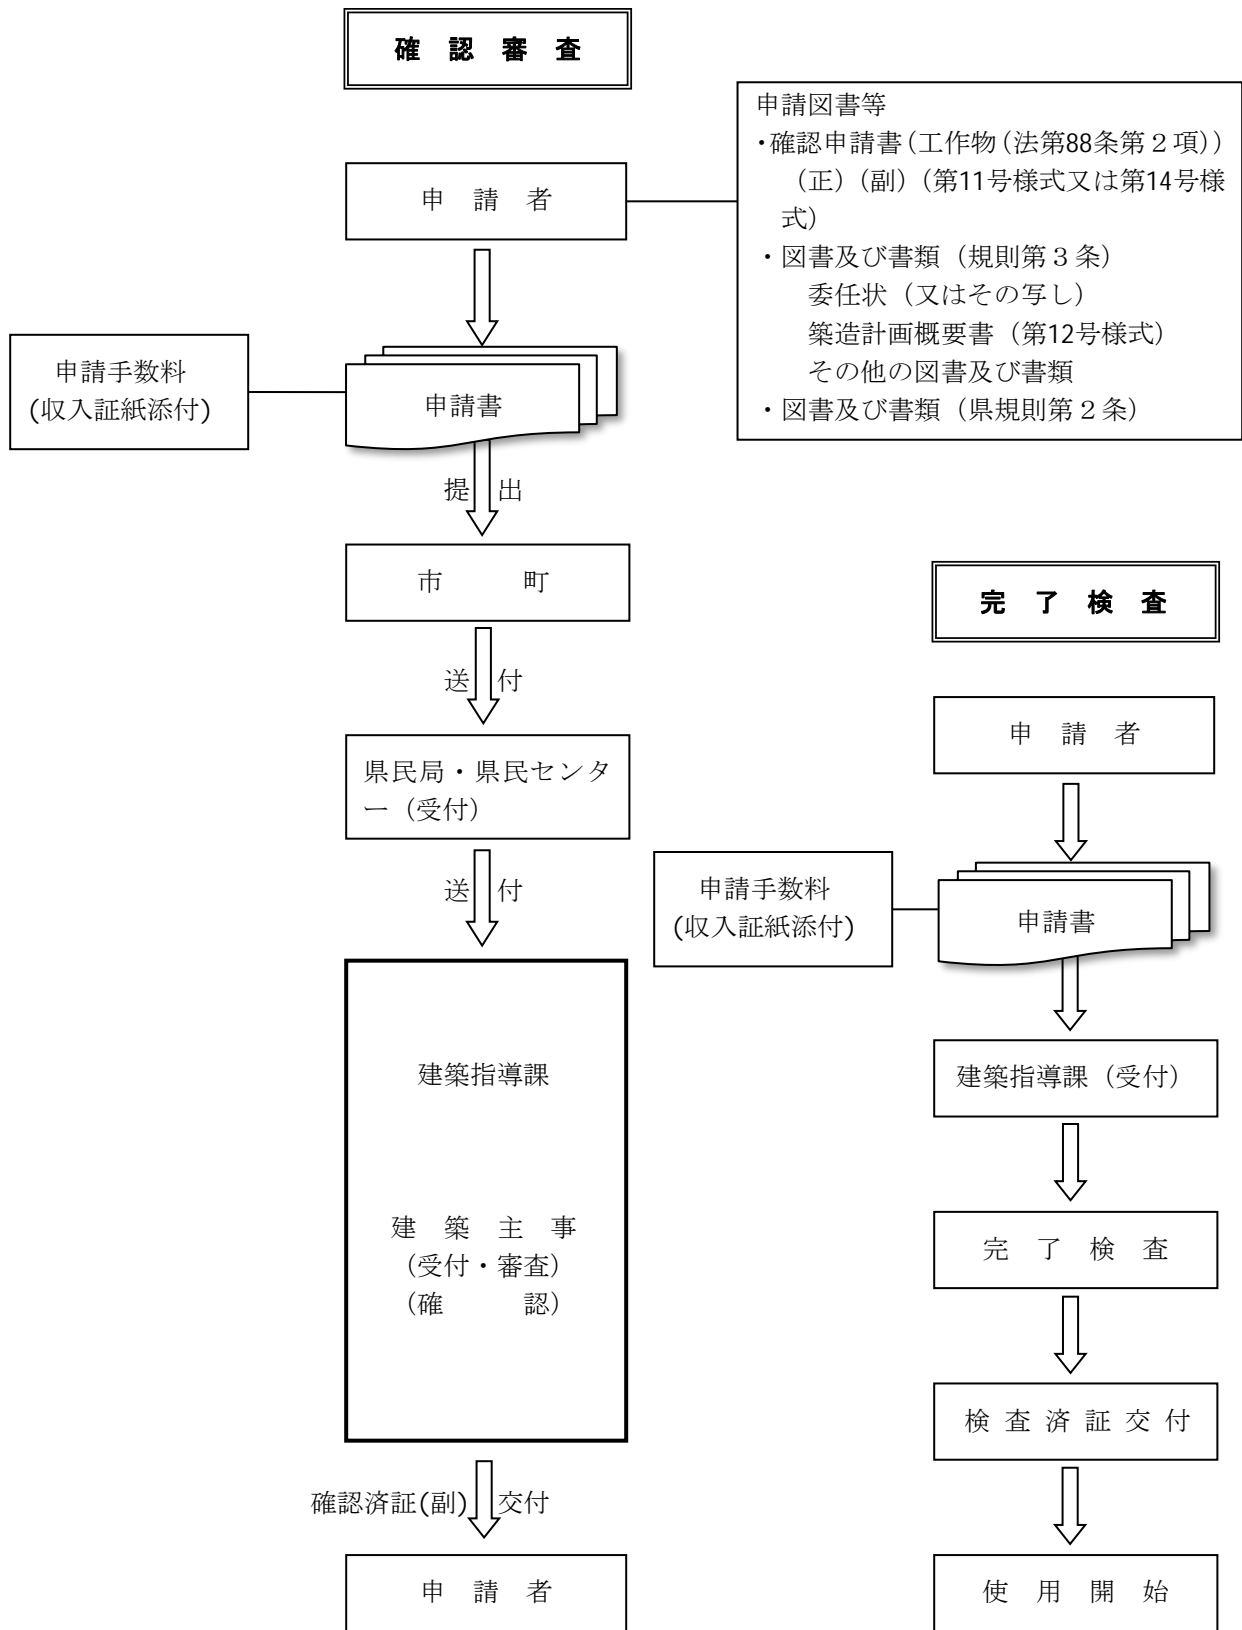 確認審査
申請者
申請図書等
・確認申請書(工作物(法第88条第２項))
(正)(副)(第11号様式又は第14号様
式)
・図書及び書類(規則第３条)
委任状(又はその写し)
築造計画概要書(第12号様式)
その他の図書及び書類
・図書及び書類(県規則第２条)
申請手数料
(収入証紙添付)
申請書
提出
市町
送付
県民局・県民センタ
ー(受付)
送付
建築指導課
建築主事
(受付・審査)
(確認)
確認済証(副)交付
申請者
完了検査
申請者
申請手数料
(収入証紙添付)
申請書
建築指導課(受付)
完了検査
検査済証交付
使用開始